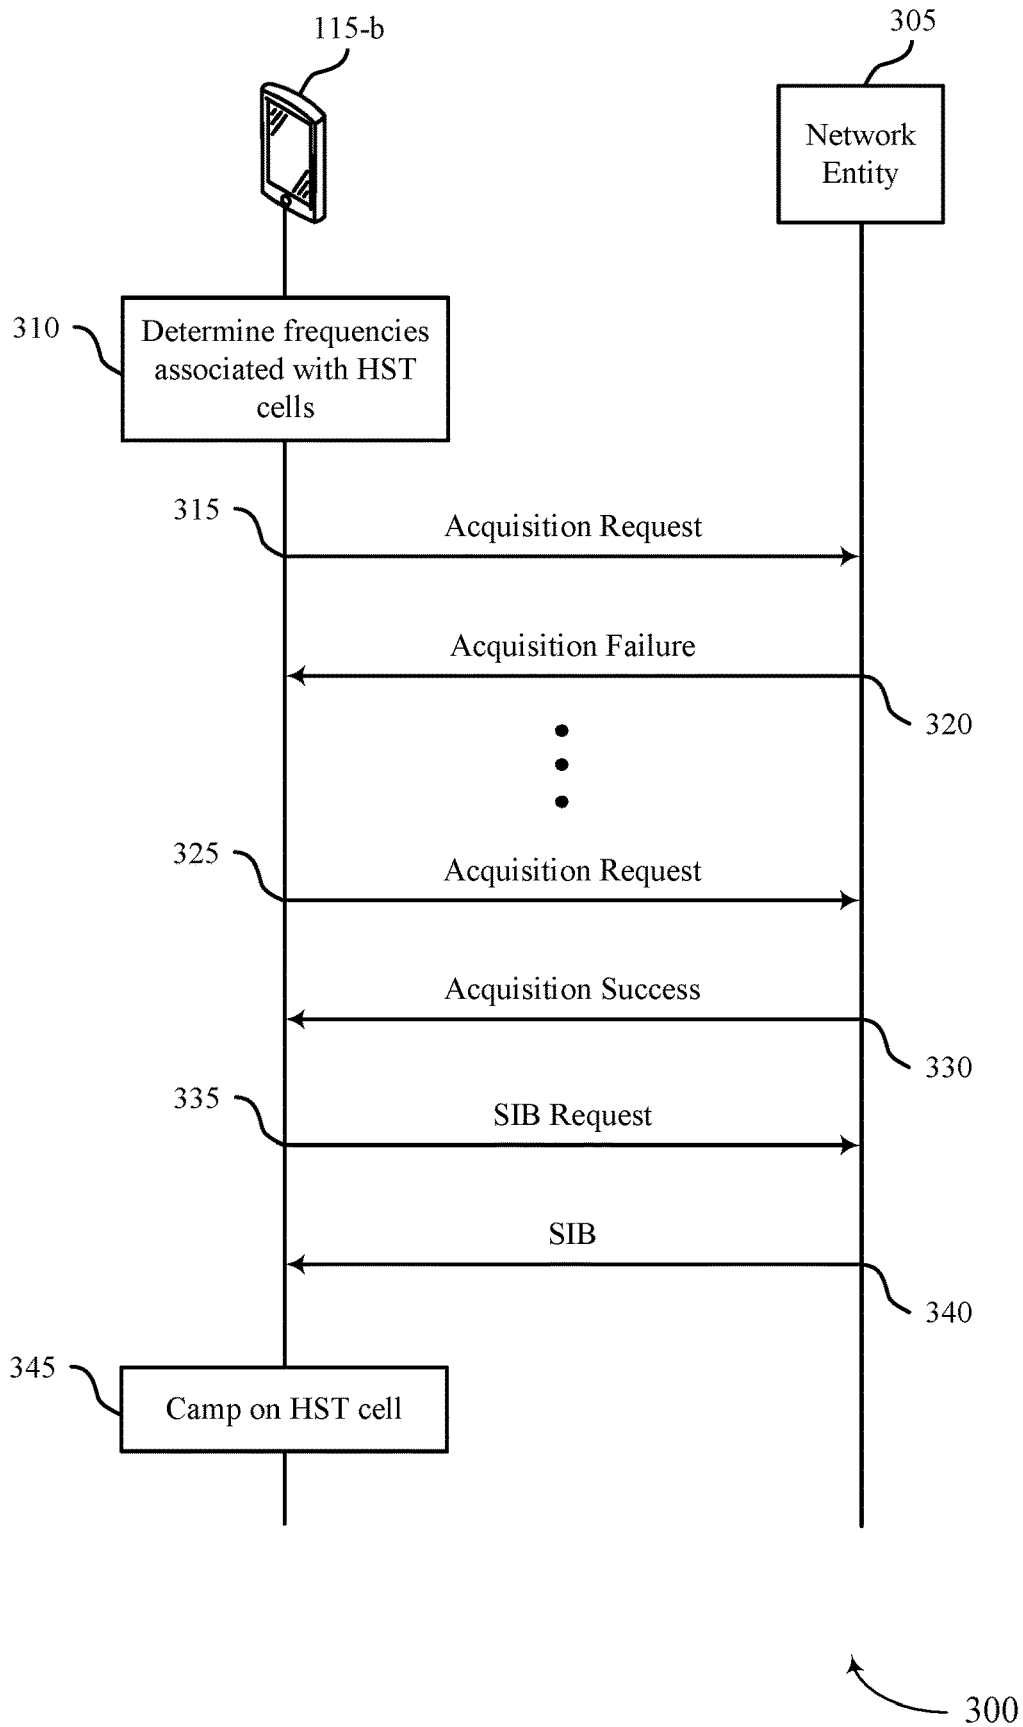 115-b
305
Network
Entity
310
Determine frequencies
associated with HST
cells
315
Acquisition Request
Acquisition Failure
320
325
Acquisition Request
Acquisition Success
330
335
SIB Request
SIB
340
345
Camp on HST cell
300